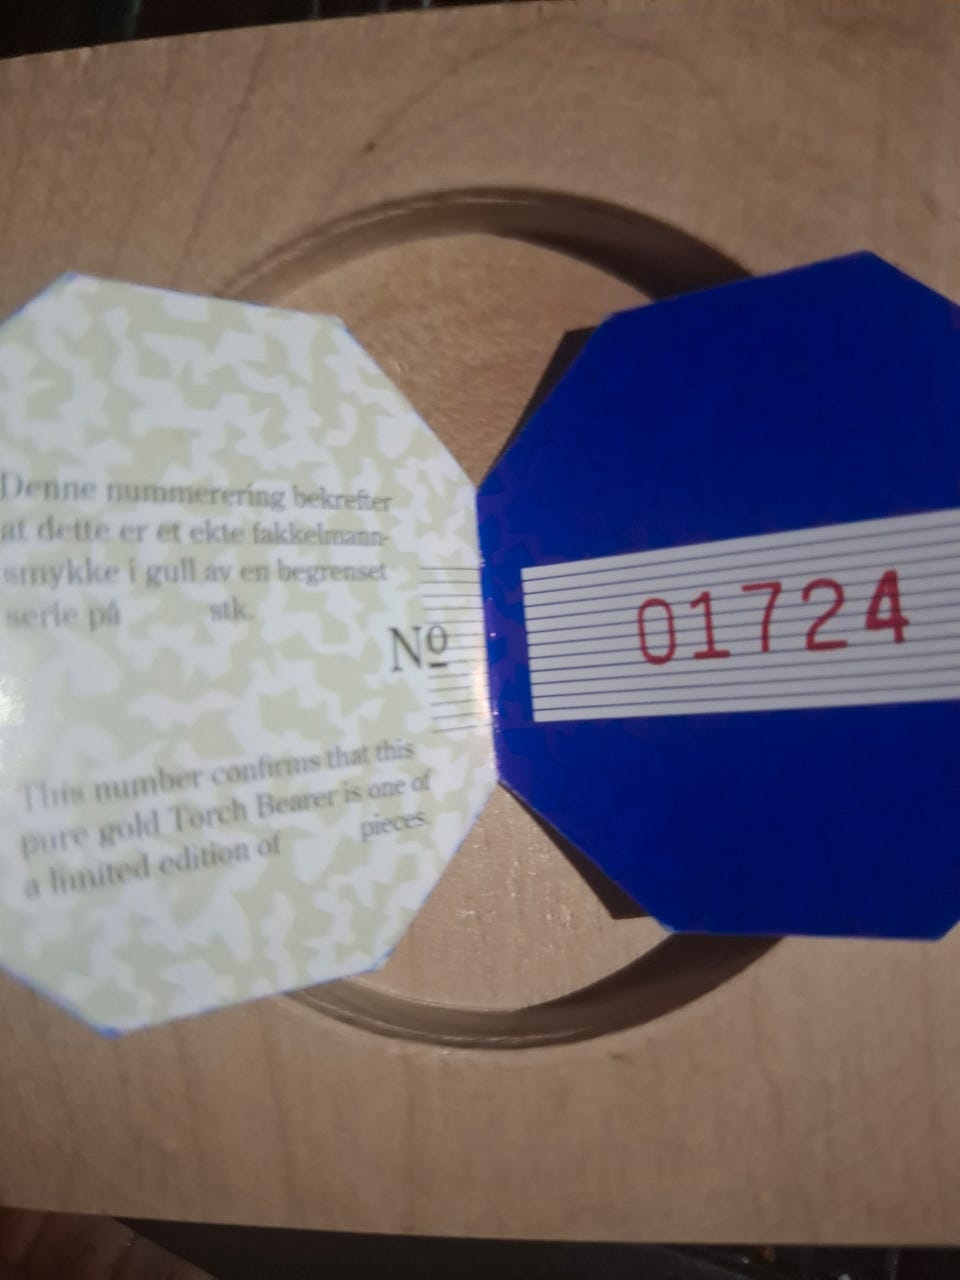 Denne nummerering bekrefter
at dette er et ekte fakkelmann-
smykke i gull av en begrenset
serie på stk.
Nº
01724
This number confirms that this
pure gold Torch Bearer is one of
a limited edition of pieces.